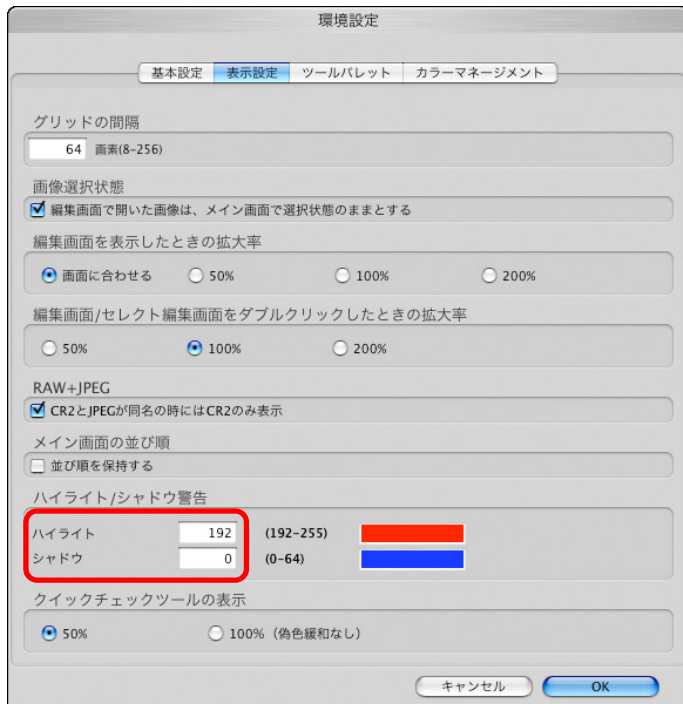 環境設定
基本設定 表示設定 ツールパレット カラーマネージメント
グリッドの間隔
64 画素(8-256)
画像選択状態
編集画面で開いた画像は、メイン画面で選択状態のままとする
編集画面を表示したときの拡大率
画面に合わせる 50% 100% 200%
編集画面/セレクト編集画面をダブルクリックしたときの拡大率
50% 100% 200%
RAW+JPEG
CR2とJPEGが同名の時にはCR2のみ表示
メイン画面の並び順
並び順を保持する
ハイライト/シャドウ警告
ハイライト 192 (192-255)
シャドウ 0 (0-64)
クイックチェックツールの表示
50% 100% (偽色緩和なし)
キャンセル OK